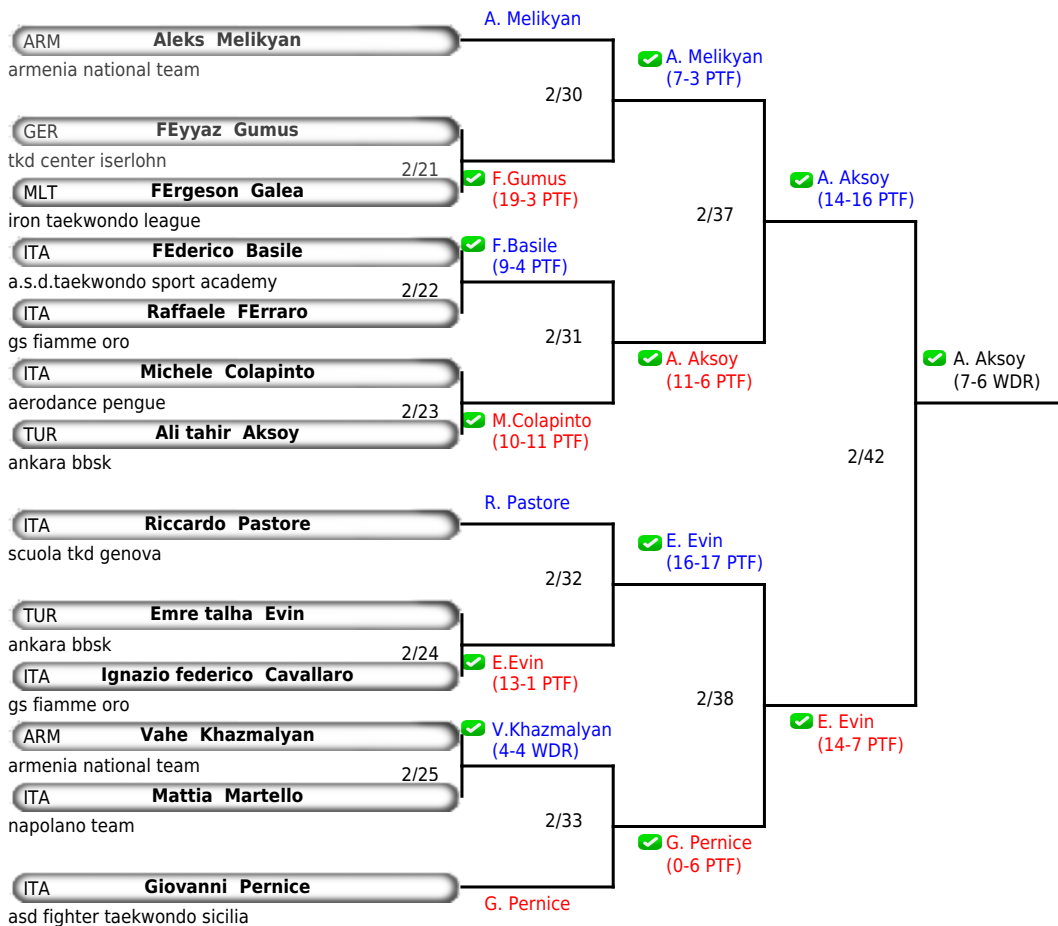 A. Melikyan
ARM Aleks Melikyan
armenia national team
A. Melikyan
(7-3 PTF)
2/30
GER FEyyaz Gumus
tkd center iserlohn
2/21
MLT FErgeson Galea
F.Gumus
(19-3 PTF)
iron taekwondo league
A. Aksoy
(14-16 PTF)
2/37
ITA FEderico Basile
F.Basile
(9-4 PTF)
a.s.d.taekwondo sport academy
2/22
ITA Raffaele FErraro
gs fiamme oro
2/31
ITA Michele Colapinto
A. Aksoy
(11-6 PTF)
A. Aksoy
(7-6 WDR)
aerodance pengue
2/23
TUR Ali tahir Aksoy
M.Colapinto
(10-11 PTF)
ankara bbsk
2/42
R. Pastore
ITA Riccardo Pastore
scuola tkd genova
E. Evin
(16-17 PTF)
2/32
TUR Emre talha Evin
ankara bbsk
2/24
ITA Ignazio federico Cavallaro
E.Evin
(13-1 PTF)
gs fiamme oro
2/38
ARM Vahe Khazmalyan
V.Khazmalyan
(4-4 WDR)
E. Evin
(14-7 PTF)
armenia national team
2/25
ITA Mattia Martello
napolano team
2/33
G. Pernice
(0-6 PTF)
ITA Giovanni Pernice
G. Pernice
asd fighter taekwondo sicilia